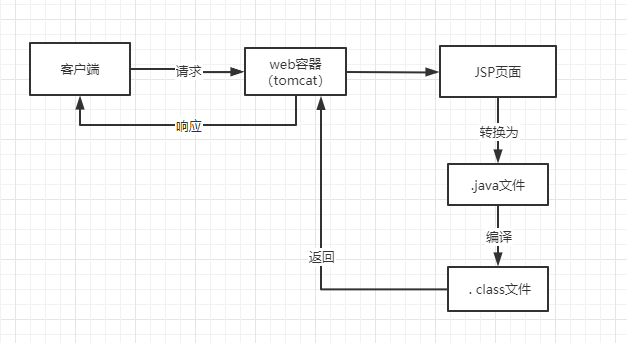 客户端
请求
web容器
（tomcat）
JSP页面
响应
转换为
.java文件
编译
返回
. class文件